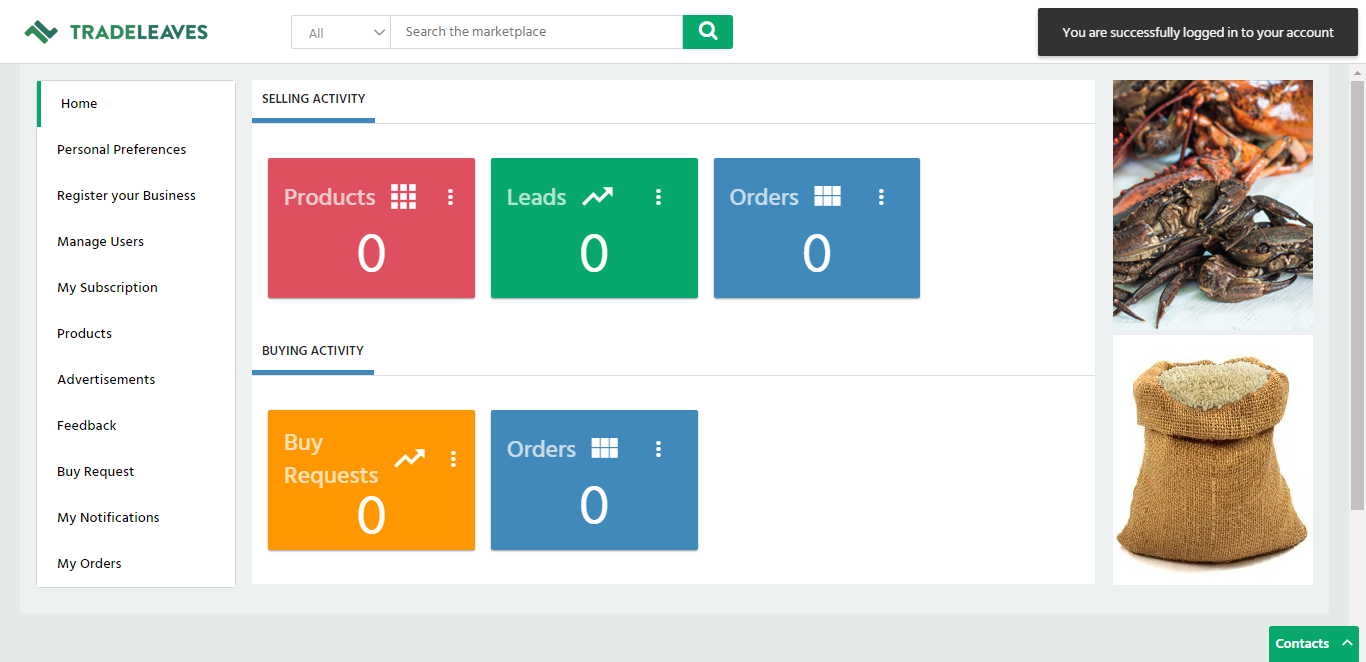 TRADELEAVES
All
Search the marketplace
You are successfully logged in to your account
Home
Personal Preferences
Register your Business
Manage Users
My Subscription
Products
Advertisements
Feedback
Buy Request
My Notifications
My Orders
SELLING ACTIVITY
Products
0
Leads
0
Orders
0
BUYING ACTIVITY
Buy
Requests
0
Orders
0
Contacts